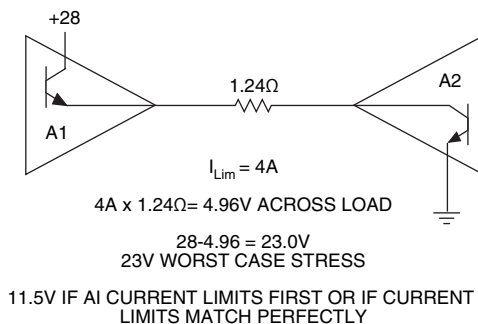 +28
1.24Ω
A1
A2
I_Lim = 4A
4A x 1.24Ω= 4.96V ACROSS LOAD
28-4.96 = 23.0V
23V WORST CASE STRESS
11.5V IF AI CURRENT LIMITS FIRST OR IF CURRENT
LIMITS MATCH PERFECTLY